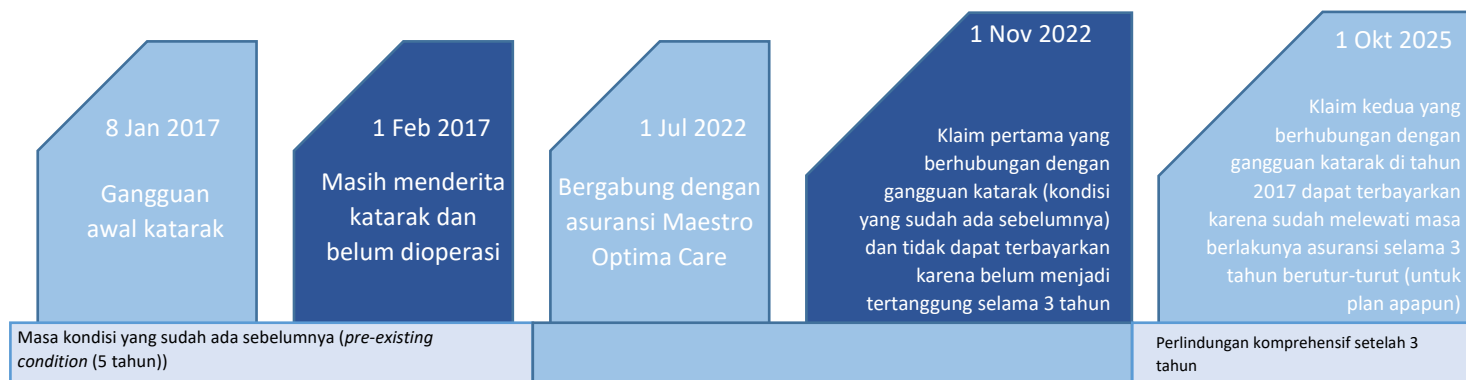 8 Jan 2017
Gangguan
awal katarak
1 Feb 2017
Masih menderita
katarak dan
belum dioperasi
1 Jul 2022
Bergabung dengan
asuransi Maestro
Optima Care
1 Nov 2022
Klaim pertama yang
berhubungan dengan
gangguan katarak (kondisi
yang sudah ada sebelumnya)
dan tidak dapat terbayarkan
karena belum menjadi
tertanggung selama 3 tahun
1 Okt 2025
Klaim kedua yang
berhubungan dengan
gangguan katarak di tahun
2017 dapat terbayarkan
karena sudah melewati masa
berlakunya asuransi selama 3
tahun berutur-turut (untuk
plan apapun)
Masa kondisi yang sudah ada sebelumnya (pre-existing
condition (5 tahun))
Perlindungan komprehensif setelah 3
tahun